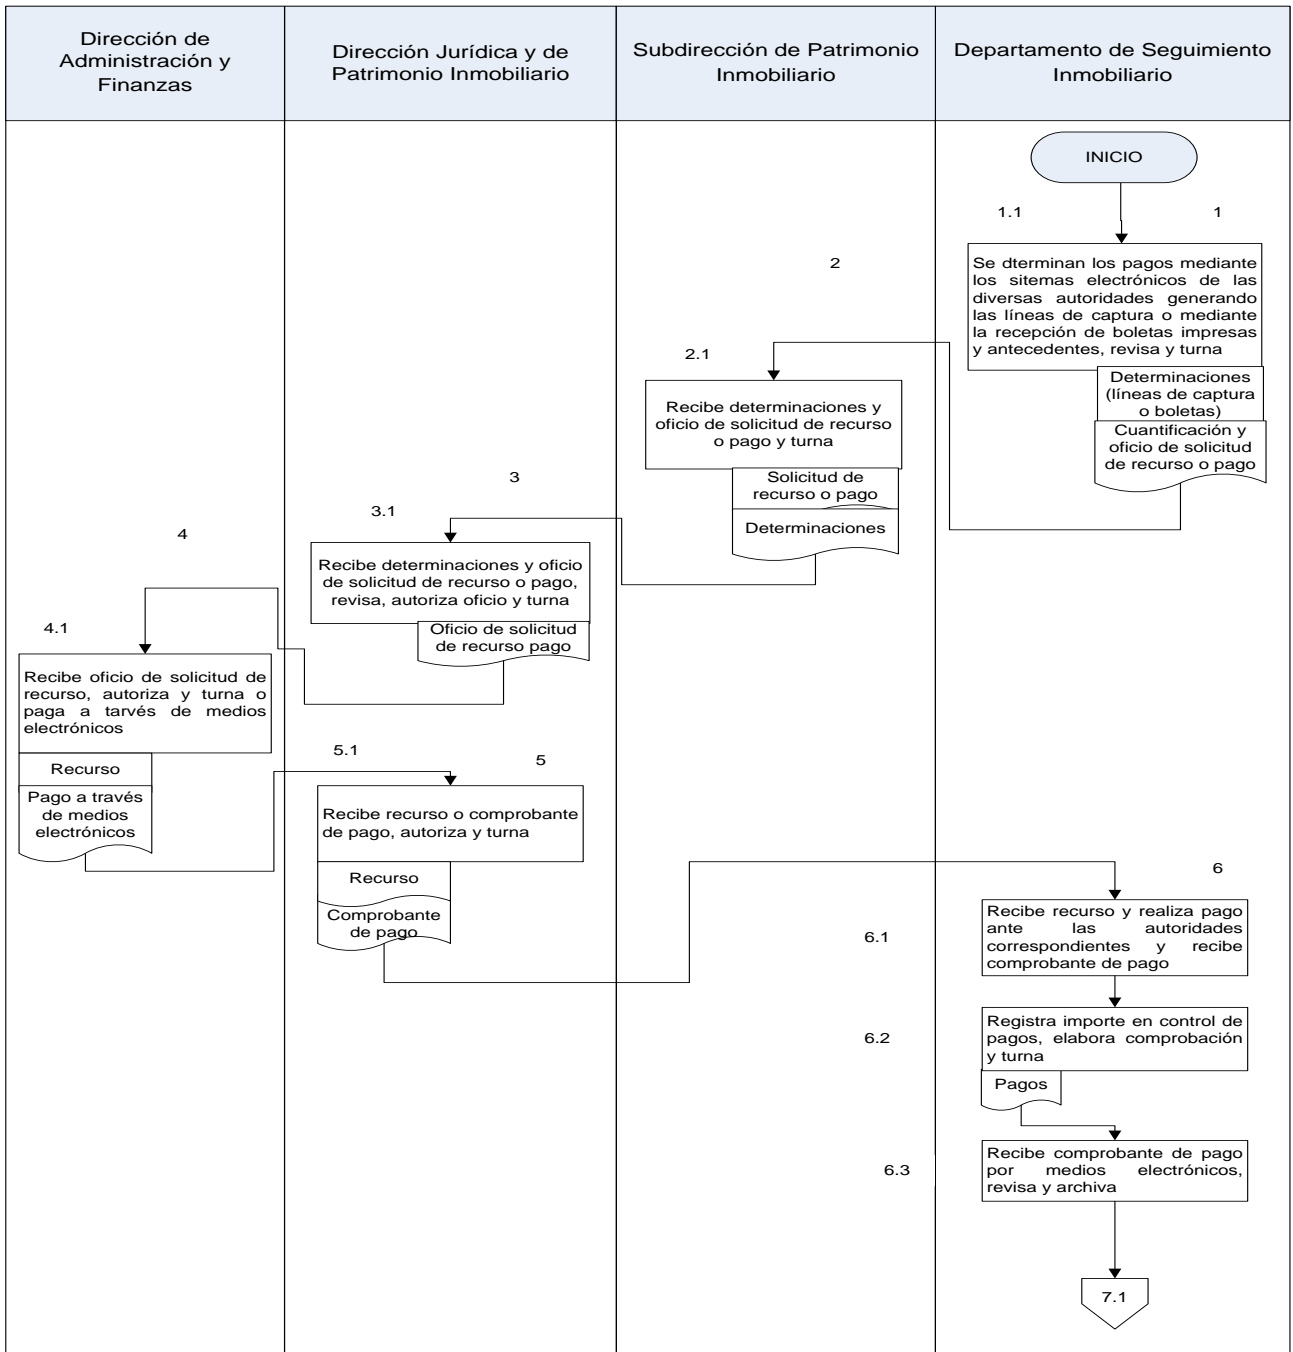 Dirección de
Administración y
Finanzas
Dirección Jurídica y de
Patrimonio Inmobiliario
Subdirección de Patrimonio
Inmobiliario
Departamento de Seguimiento
Inmobiliario
INICIO
1.1
1
Se dterminan los pagos mediante
los sitemas electrónicos de las
diversas autoridades generando
las líneas de captura o mediante
la recepción de boletas impresas
y antecedentes, revisa y turna
Determinaciones
(líneas de captura
o boletas)
Cuantificación y
oficio de solicitud
de recurso o pago
2
2.1
Recibe determinaciones y
oficio de solicitud de recurso
o pago y turna
Solicitud de
recurso o pago
Determinaciones
3
3.1
Recibe determinaciones y oficio
de solicitud de recurso o pago,
revisa, autoriza oficio y turna
Oficio de solicitud
de recurso pago
4
4.1
Recibe oficio de solicitud de
recurso, autoriza y turna o
paga a tarvés de medios
electrónicos
Recurso
Pago a través
de medios
electrónicos
5.1
5
Recibe recurso o comprobante
de pago, autoriza y turna
Recurso
Comprobante
de pago
6
6.1
Recibe recurso y realiza pago
ante las autoridades
correspondientes y recibe
comprobante de pago
6.2
Registra importe en control de
pagos, elabora comprobación
y turna
Pagos
6.3
Recibe comprobante de pago
por medios electrónicos,
revisa y archiva
7.1